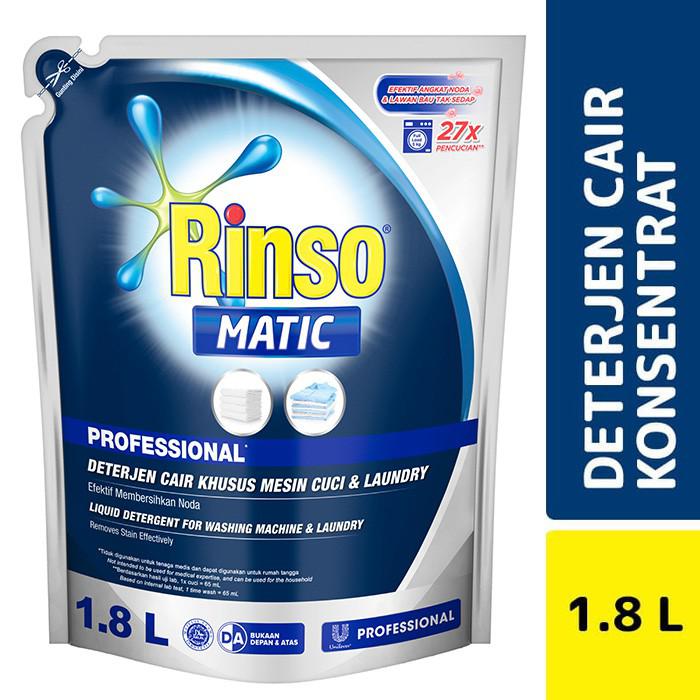 Gunting Disini
EFEKTIF ANGKAT NODA
& LAWAN BAU TAK SEDAP
Full
Load
27x
PENCUCIAN**
Rinso®
MATIC
PROFESSIONAL*
DETERJEN CAIR KHUSUS MESIN CUCI & LAUNDRY
Efektif Membersihkan Noda
LIQUID DETERGENT FOR WASHING MACHINE & LAUNDRY
Removes Stain Effectively
*Tidak digunakan untuk tenaga medis dan dapat digunakan untuk rumah tangga
Not intended to be used for medical expertise, and can be used for the household
**Berdasarkan hasil uji lab, 1x cuci = 65 mL
Based on internal lab test, 1 time wash = 65 mL
1.8 L
DA
BUKAAN
DEPAN & ATAS
Unilever
PROFESSIONAL
DETERJEN CAIR
KONSENTRAT
1.8 L